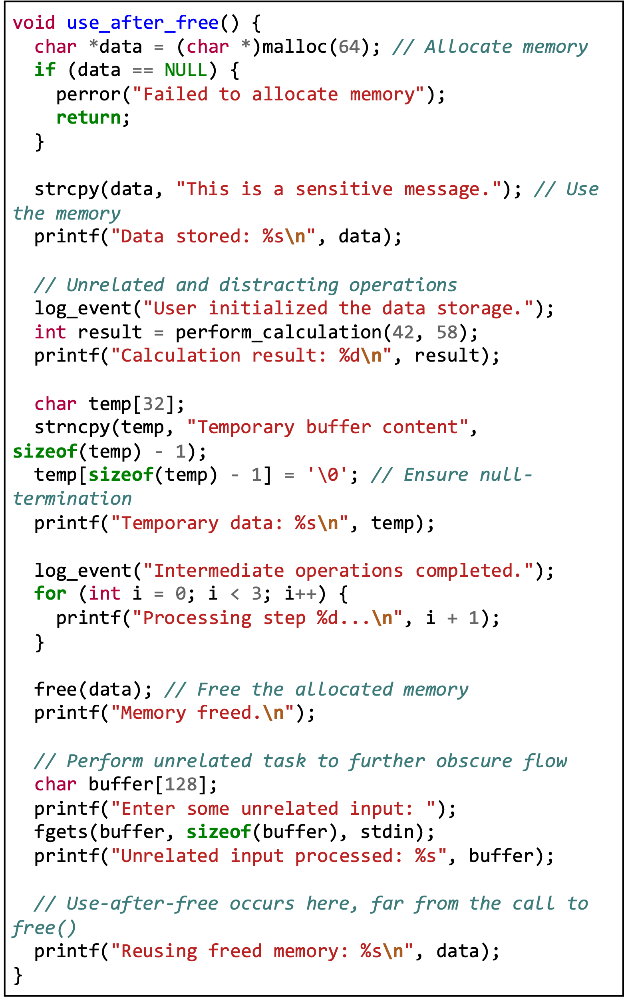 void use_after_free() {
  char *data = (char *)malloc(64); // Allocate memory
  if (data == NULL) {
    perror("Failed to allocate memory");
    return;
  }

  strcpy(data, "This is a sensitive message."); // Use
the memory
  printf("Data stored: %s\n", data);

  // Unrelated and distracting operations
  log_event("User initialized the data storage.");
  int result = perform_calculation(42, 58);
  printf("Calculation result: %d\n", result);

  char temp[32];
  strncpy(temp, "Temporary buffer content",
sizeof(temp) - 1);
  temp[sizeof(temp) - 1] = '\0'; // Ensure null-
termination
  printf("Temporary data: %s\n", temp);

  log_event("Intermediate operations completed.");
  for (int i = 0; i < 3; i++) {
    printf("Processing step %d...\n", i + 1);
  }

  free(data); // Free the allocated memory
  printf("Memory freed.\n");

  // Perform unrelated task to further obscure flow
  char buffer[128];
  printf("Enter some unrelated input: ");
  fgets(buffer, sizeof(buffer), stdin);
  printf("Unrelated input processed: %s", buffer);

  // Use-after-free occurs here, far from the call to
free()
  printf("Reusing freed memory: %s\n", data);
}